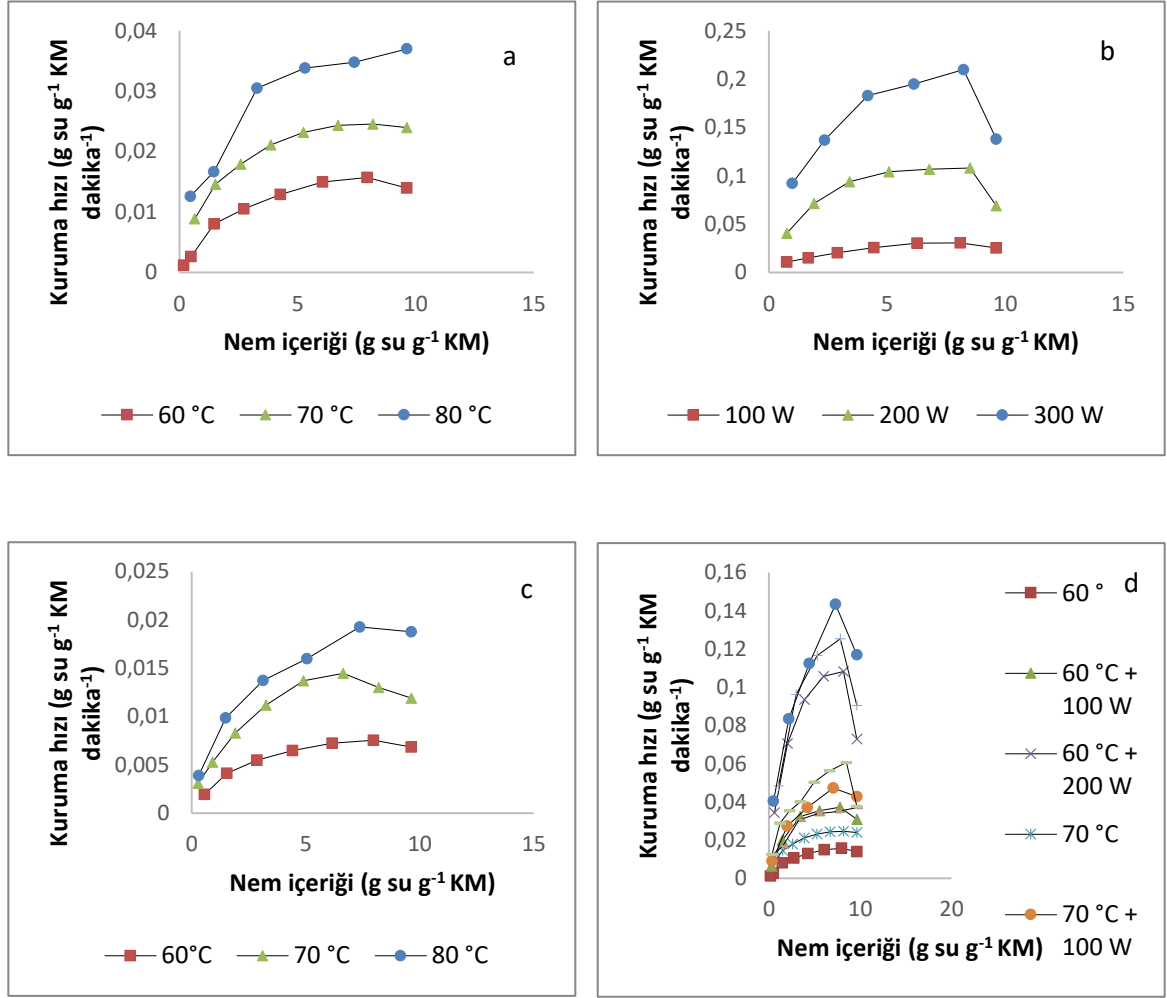 a
Kuruma hızı (g su g⁻¹ KM dakika⁻¹)
0,04
0,03
0,02
0,01
0
0 5 10 15
Nem içeriği (g su g⁻¹ KM)
60 °C 70 °C 80 °C
b
Kuruma hızı (g su g⁻¹ KM dakika⁻¹)
0,25
0,2
0,15
0,1
0,05
0
0 5 10 15
Nem içeriği (g su g⁻¹ KM)
100 W 200 W 300 W
c
Kuruma hızı (g su g⁻¹ KM dakika⁻¹)
0,025
0,02
0,015
0,01
0,005
0
0 5 10 15
Nem içeriği (g su g⁻¹ KM)
60°C 70 °C 80 °C
d
Kuruma hızı (g su g⁻¹ KM dakika⁻¹)
0,16
0,14
0,12
0,1
0,08
0,06
0,04
0,02
0
0 10 20
Nem içeriği (g su g⁻¹ KM)
60 °
60 °C +
100 W
60 °C +
200 W
70 °C
70 °C +
100 W